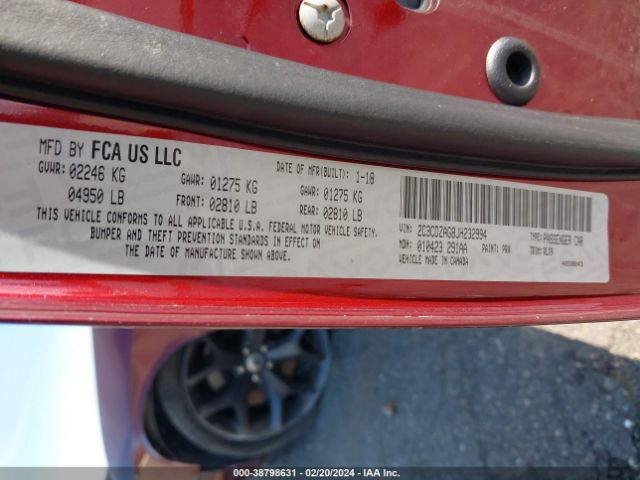 MFD BY FCA US LLC
DATE OF MFR(BUILT): 1-18
GVWR: 02246 KG
GAWR: 01275 KG
GAWR: 01275 KG
04950 LB
FRONT: 02810 LB
REAR: 02810 LB
THIS VEHICLE CONFORMS TO ALL APPLICABLE U.S.A. FEDERAL MOTOR VEHICLE SAFETY,
BUMPER AND THEFT PREVENTION STANDARDS IN EFFECT ON
THE DATE OF MANUFACTURE SHOWN ABOVE.
VIN: 2C3CDZAG8JH232994
TYPE: PASSENGER CAR
MDH: 010423 291AA
PAINT: PRV
VEHICLE MADE IN CANADA
TRIM:
000-38798631 - 02/20/2024 - IAA Inc.